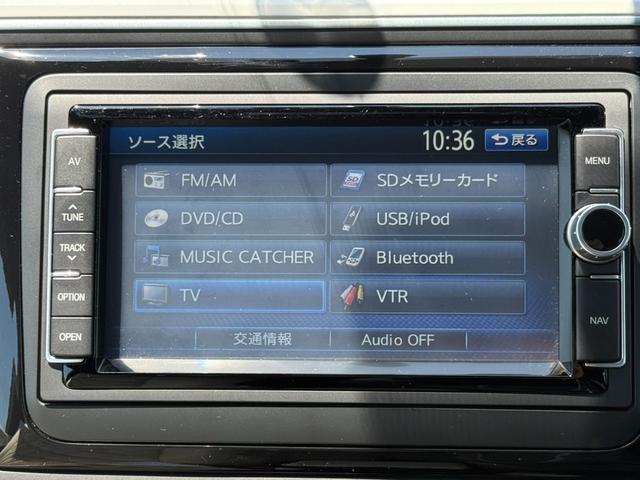 ソース選択 10:36 戻る
AV
TUNE
TRACK
OPTION
OPEN
FM/AM SDメモリーカード
DVD/CD USB/iPod
MUSIC CATCHER Bluetooth
TV VTR
交通情報 Audio OFF
MENU
NAV